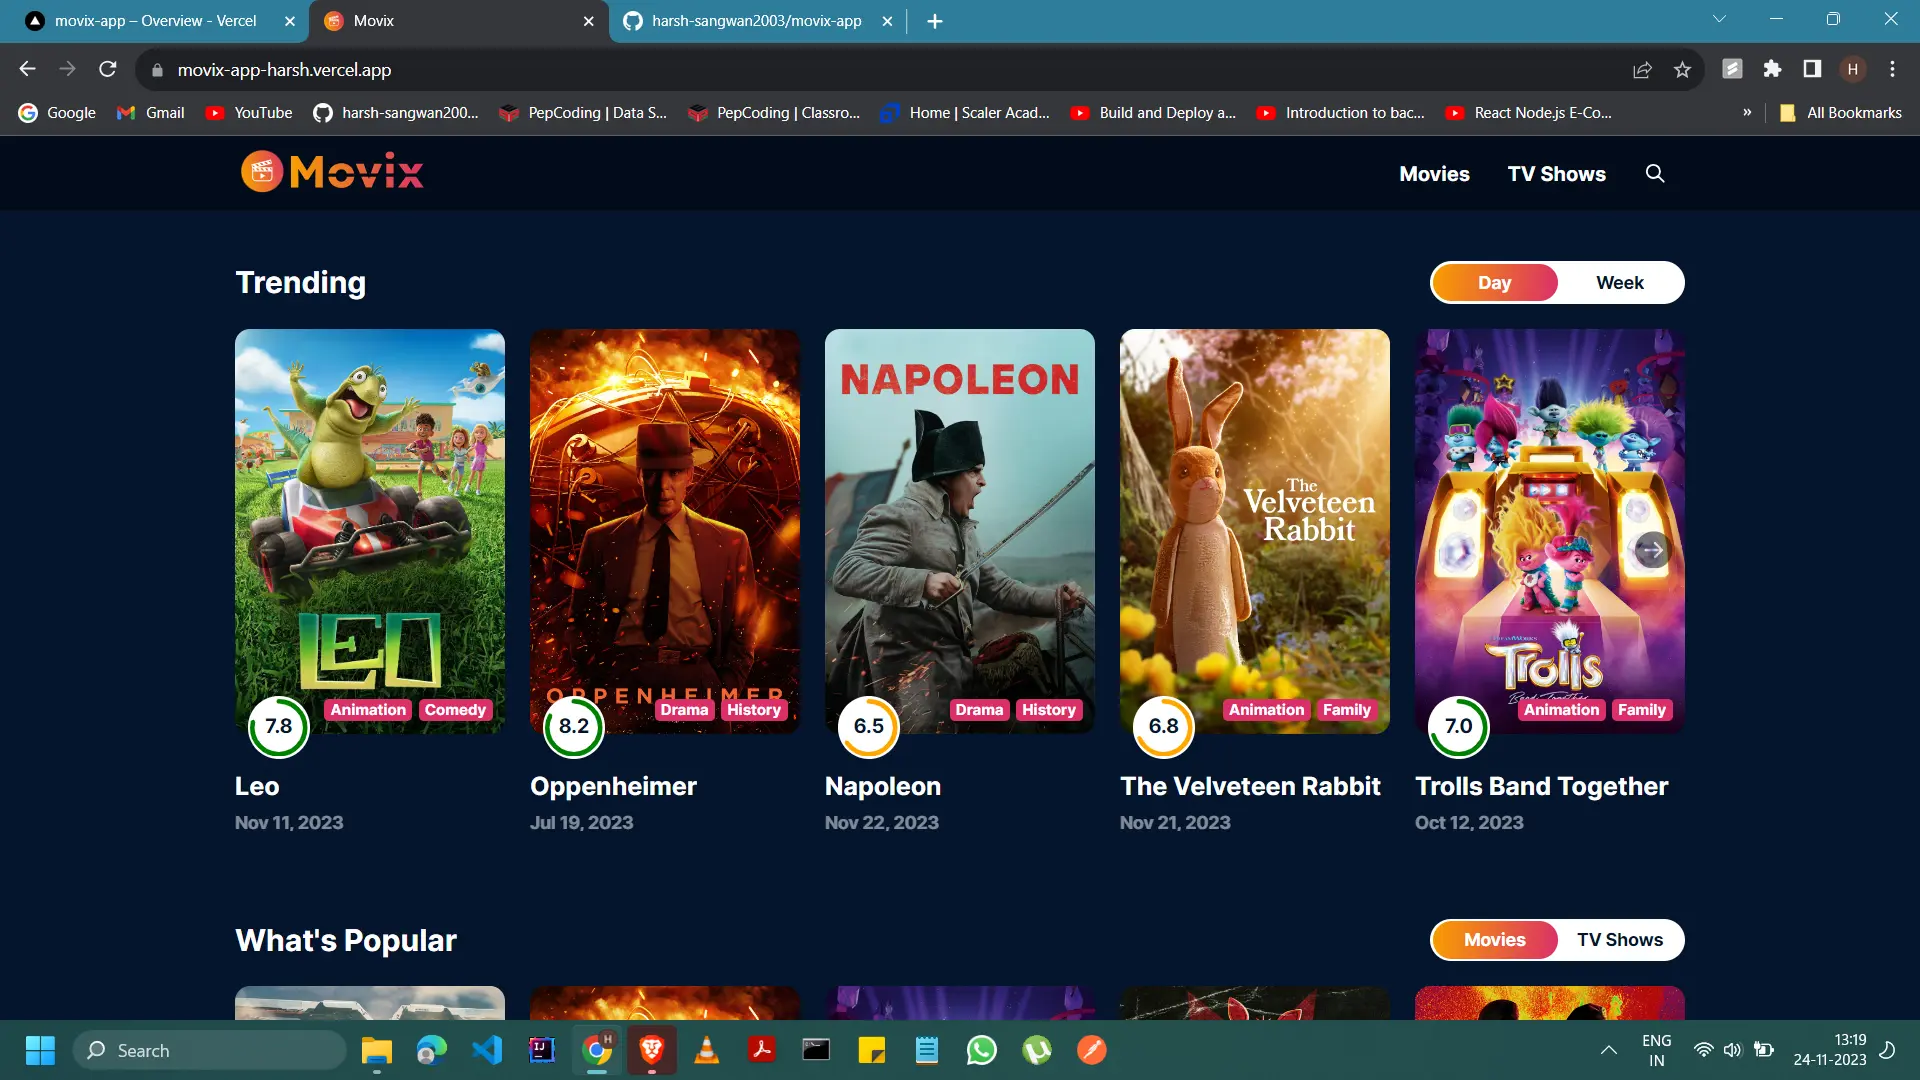 movix-app – Overview - Vercel
Movix
harsh-sangwan2003/movix-app
movix-app-harsh.vercel.app
H
Google
Gmail
YouTube
harsh-sangwan200...
PepCoding | Data S...
PepCoding | Classro...
Home | Scaler Acad...
Build and Deploy a...
Introduction to bac...
React Node.js E-Co...
»
All Bookmarks
Movix
Movies
TV Shows
Trending
Day
Week
LEO
7.8
Animation
Comedy
Leo
Nov 11, 2023
OPPENHEIMER
8.2
Drama
History
Oppenheimer
Jul 19, 2023
NAPOLEON
6.5
Drama
History
Napoleon
Nov 22, 2023
The
Velveteen
Rabbit
6.8
Animation
Family
The Velveteen Rabbit
Nov 21, 2023
DREAMWORKS
Trolls
Band Together
7.0
Animation
Family
Trolls Band Together
Oct 12, 2023
What's Popular
Movies
TV Shows
Search
IJ
H
ENG
IN
13:19
24-11-2023